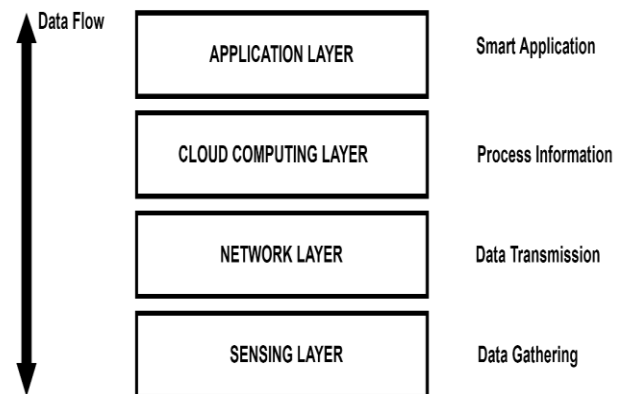 Data Flow
APPLICATION LAYER
Smart Application
CLOUD COMPUTING LAYER
Process Information
NETWORK LAYER
Data Transmission
SENSING LAYER
Data Gathering